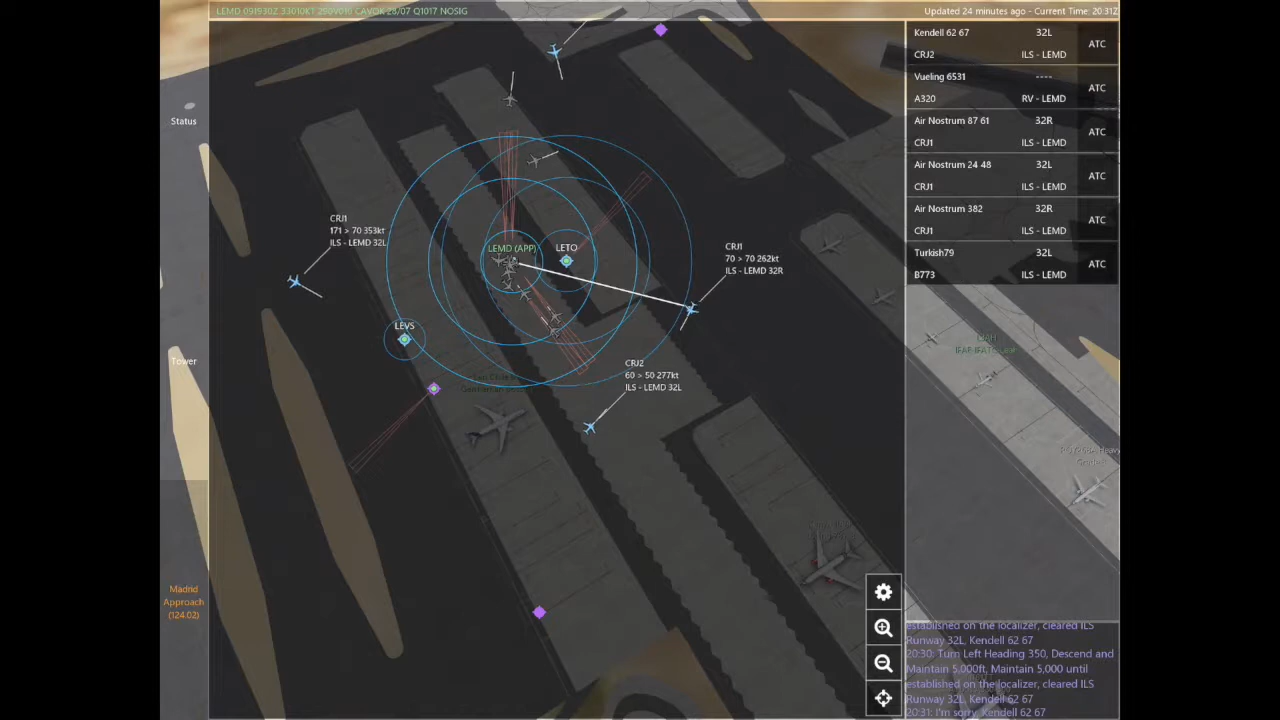 LEMD 091930Z 33010KT 250V010 CAVOK 28/07 Q1017 NOSIG
Updated 24 minutes ago - Current Time: 20:31Z
Status
Tower
Madrid
Approach
(124.02)
CRJ1
171 > 70 353kt
ILS - LEMD 32L
LEMD (APP)
LETO
LEVS
CRJ1
70 > 70 262kt
ILS - LEMD 32R
CRJ2
60 > 50 277kt
ILS - LEMD 32L
Kendell 62 67
32L
ATC
CRJ2
ILS - LEMD
Vueling 6531
----
ATC
A320
RV - LEMD
Air Nostrum 87 61
32R
ATC
CRJ1
ILS - LEMD
Air Nostrum 24 48
32L
ATC
CRJ1
ILS - LEMD
Air Nostrum 382
32R
ATC
CRJ1
ILS - LEMD
Turkish79
32L
ATC
B773
ILS - LEMD
established on the localizer, cleared ILS
Runway 32L, Kendell 62 67
20:30: Turn Left Heading 350, Descend and
Maintain 5,000ft, Maintain 5,000 until
established on the localizer, cleared ILS
Runway 32L, Kendell 62 67
20:31: I'm sorry, Kendell 62 67